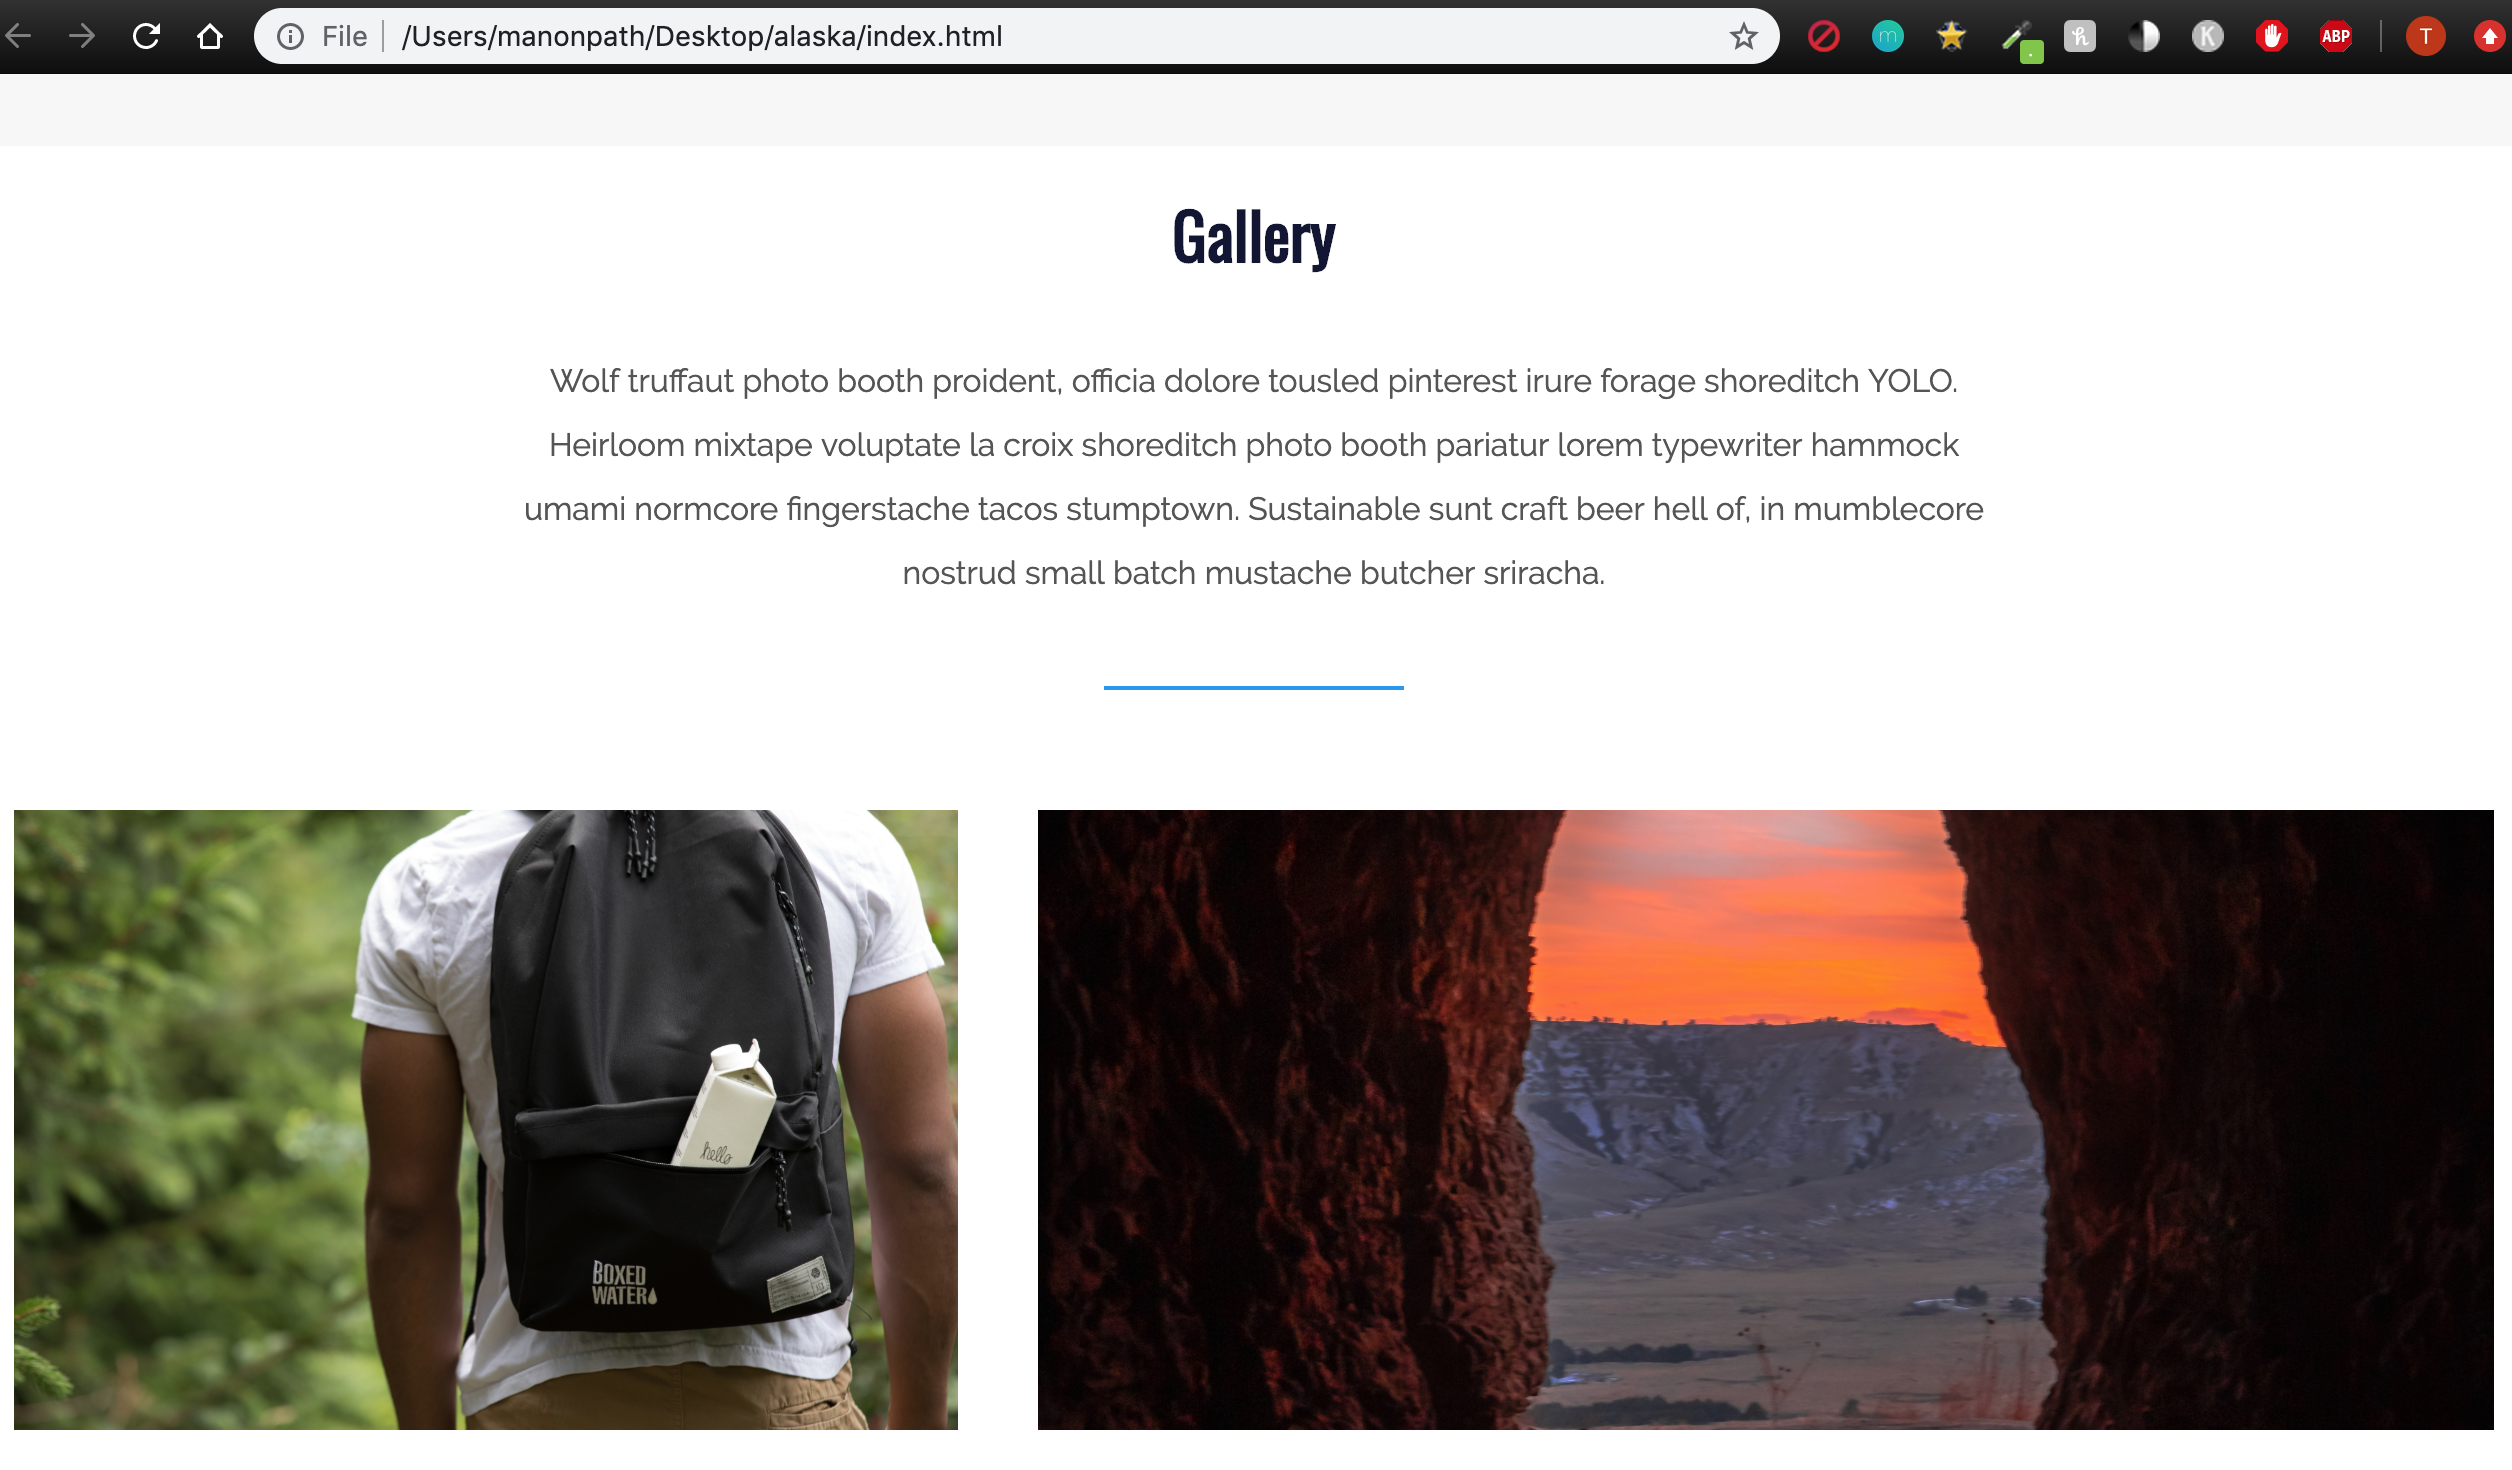 File /Users/manonpath/Desktop/alaska/index.html
m
h
K
ABP
T
Gallery
Wolf truffaut photo booth proident, officia dolore tousled pinterest irure forage shoreditch YOLO.
Heirloom mixtape voluptate la croix shoreditch photo booth pariatur lorem typewriter hammock
umami normcore fingerstache tacos stumptown. Sustainable sunt craft beer hell of, in mumblecore
nostrud small batch mustache butcher sriracha.
hello
BOXED
WATER